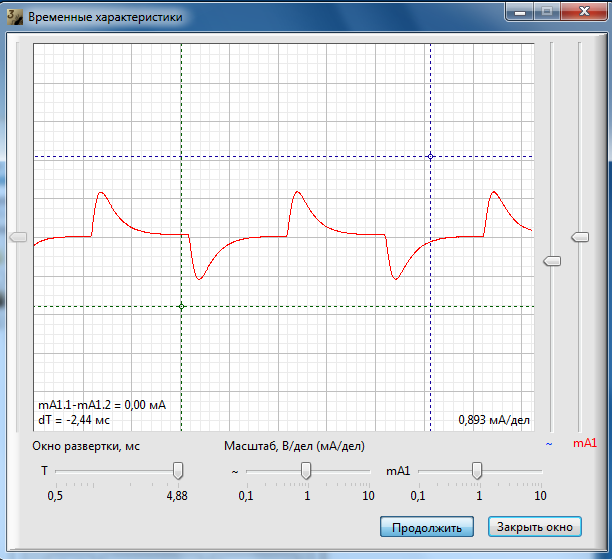 Временные характеристики
mA1.1-mA1.2 = 0,00 мА
dT = -2,44 мс
0,893 мА/дел
Окно развертки, мс
Масштаб, В/дел (мА/дел)
~
mA1
T
~
mA1
0,5
4,88
0,1
1
10
0,1
1
10
Продолжить
Закрыть окно